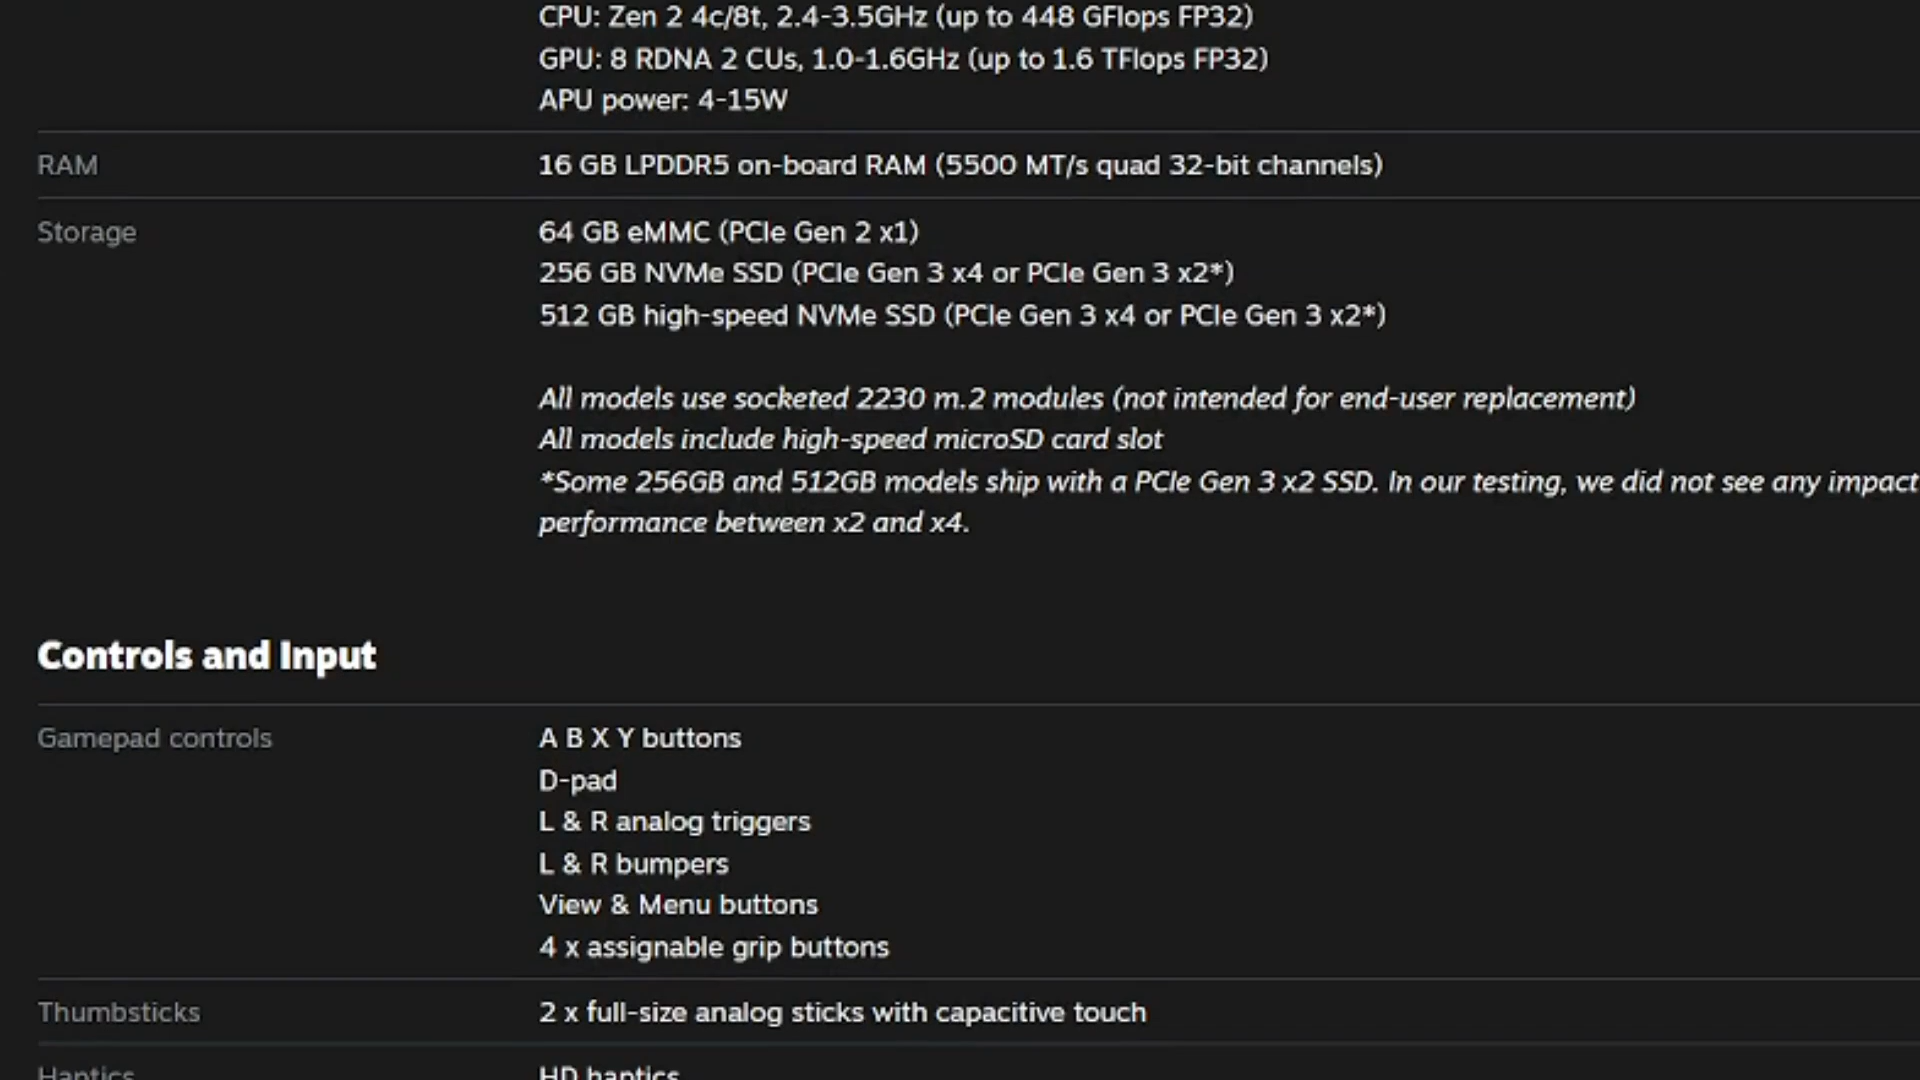 CPU: Zen 2 4c/8t, 2.4-3.5GHz (up to 448 GFlops FP32)
GPU: 8 RDNA 2 CUs, 1.0-1.6GHz (up to 1.6 TFlops FP32)
APU power: 4-15W
RAM
16 GB LPDDR5 on-board RAM (5500 MT/s quad 32-bit channels)
Storage
64 GB eMMC (PCIe Gen 2 x1)
256 GB NVMe SSD (PCIe Gen 3 x4 or PCIe Gen 3 x2*)
512 GB high-speed NVMe SSD (PCIe Gen 3 x4 or PCIe Gen 3 x2*)
All models use socketed 2230 m.2 modules (not intended for end-user replacement)
All models include high-speed microSD card slot
*Some 256GB and 512GB models ship with a PCIe Gen 3 x2 SSD. In our testing, we did not see any impact
performance between x2 and x4.
Controls and Input
Gamepad controls
A B X Y buttons
D-pad
L & R analog triggers
L & R bumpers
View & Menu buttons
4 x assignable grip buttons
Thumbsticks
2 x full-size analog sticks with capacitive touch
Haptics
HD haptics